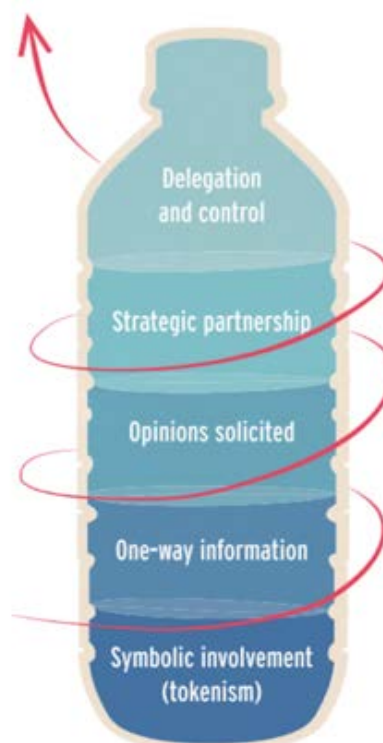 Delegation
and control
Strategic partnership
Opinions solicited
One-way information
Symbolic involvement
(tokenism)